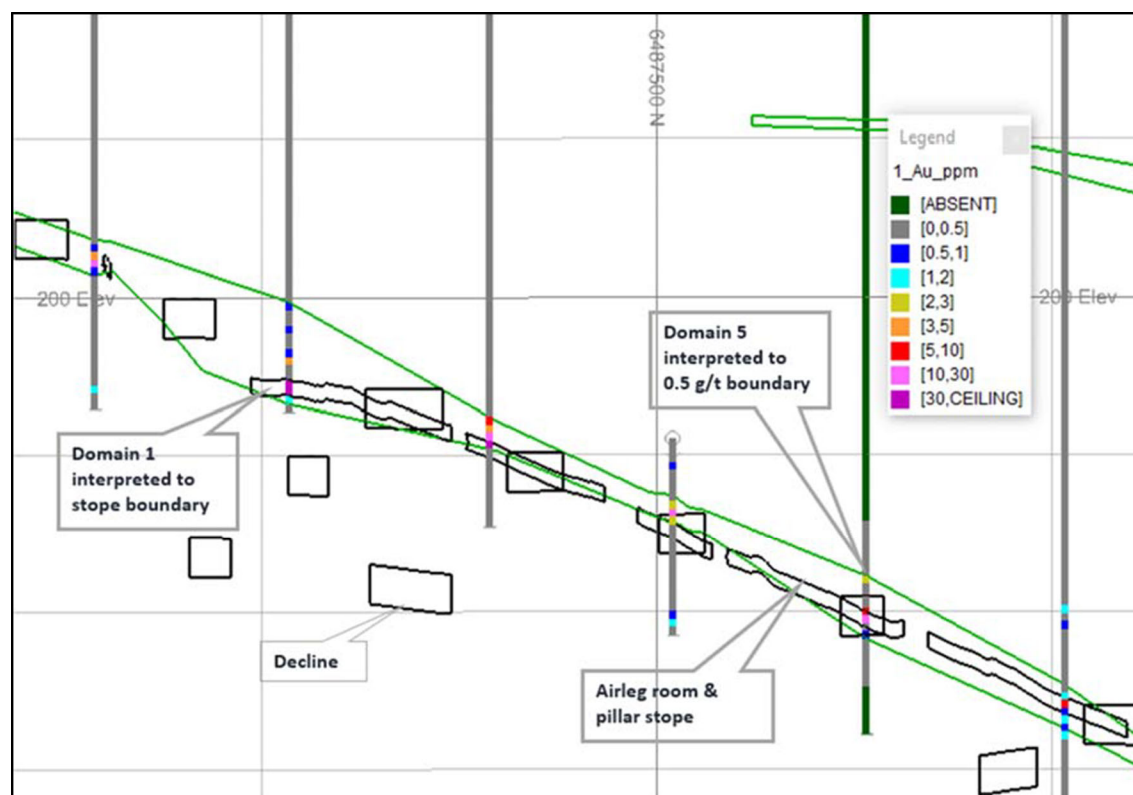 6487500 N
Legend
1_Au_ppm
[ABSENT]
[0,0.5]
[0.5,1]
[1,2]
[2,3]
[3,5]
[5,10]
[10,30]
[30,CEILING]
200 Elev
200 Elev
Domain 5
interpreted to
0.5 g/t boundary
Domain 1
interpreted to
stope boundary
Decline
Airleg room &
pillar stope